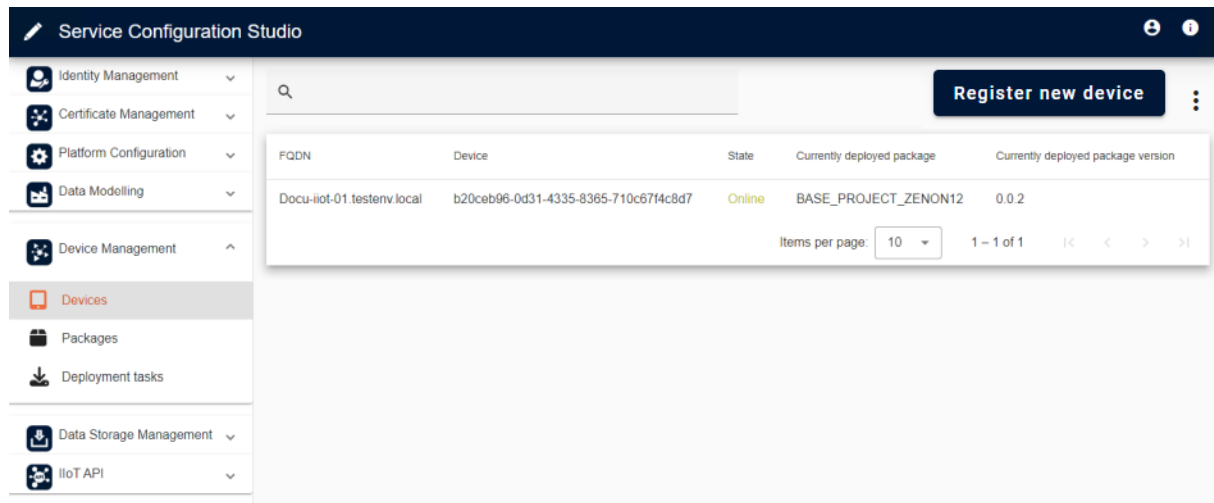 Service Configuration Studio
Identity Management
Certificate Management
Platform Configuration
Data Modelling
Device Management
Devices
Packages
Deployment tasks
Data Storage Management
IIoT API
Register new device
FQDN Device State Currently deployed package Currently deployed package version
Docu-iiot-01.testenv.local b20ceb96-0d31-4335-8365-710c67f4c8d7 Online BASE_PROJECT_ZENON12 0.0.2
Items per page: 10 1 – 1 of 1